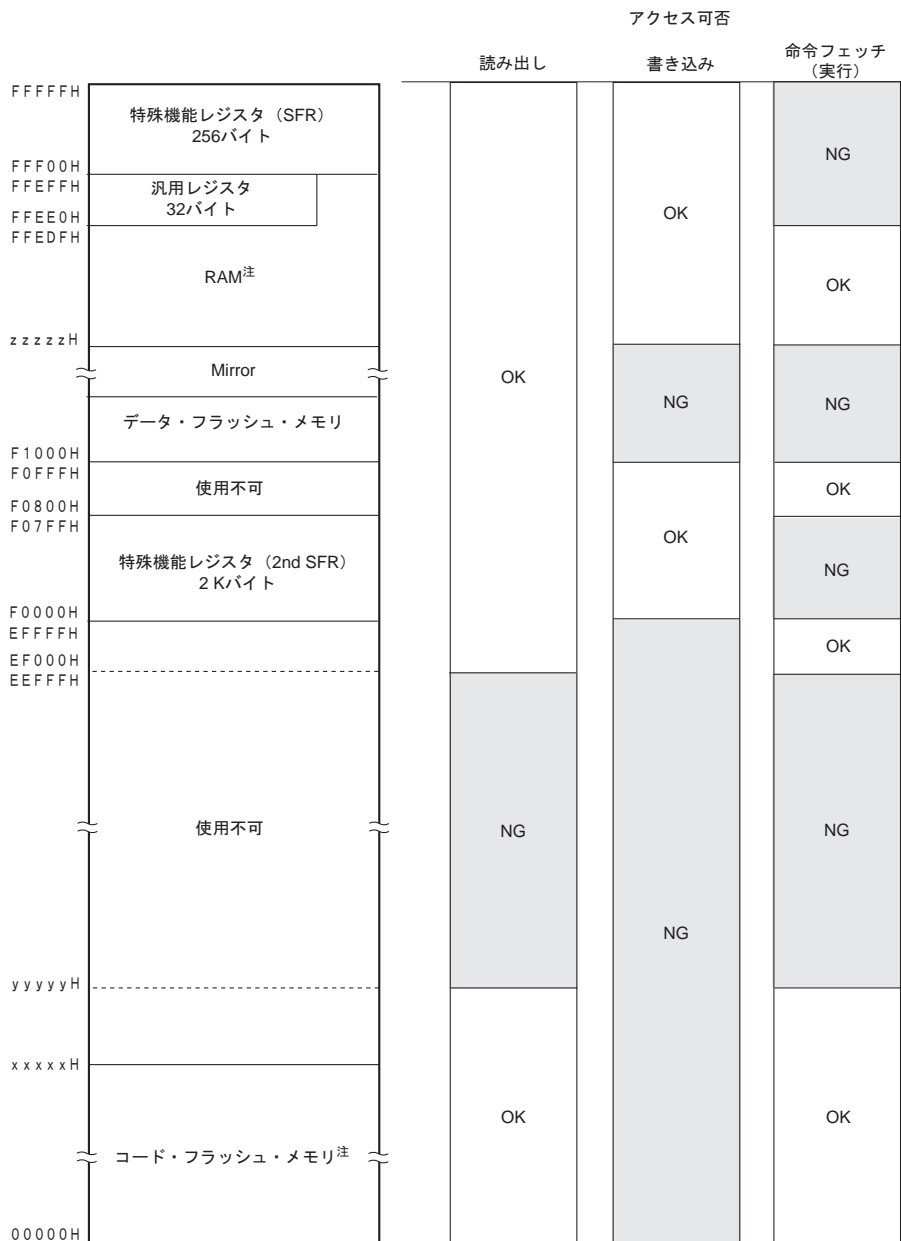 アクセス可否
読み出し
書き込み
命令フェッチ
（実行）
FFFFFH
特殊機能レジスタ（SFR）
256バイト
NG
FFF00H
FFEFFH
汎用レジスタ
32バイト
FFEE0H
FFEDFH
OK
RAM注
OK
zzzzzH
Mirror
OK
NG
NG
データ・フラッシュ・メモリ
F1000H
F0FFFH
使用不可
OK
F0800H
F07FFH
OK
特殊機能レジスタ（2nd SFR）
2 Kバイト
NG
F0000H
EFFFFH
OK
EF000H
EEFFFH
使用不可
NG
NG
NG
yyyyyH
xxxxxH
OK
OK
コード・フラッシュ・メモリ注
00000H